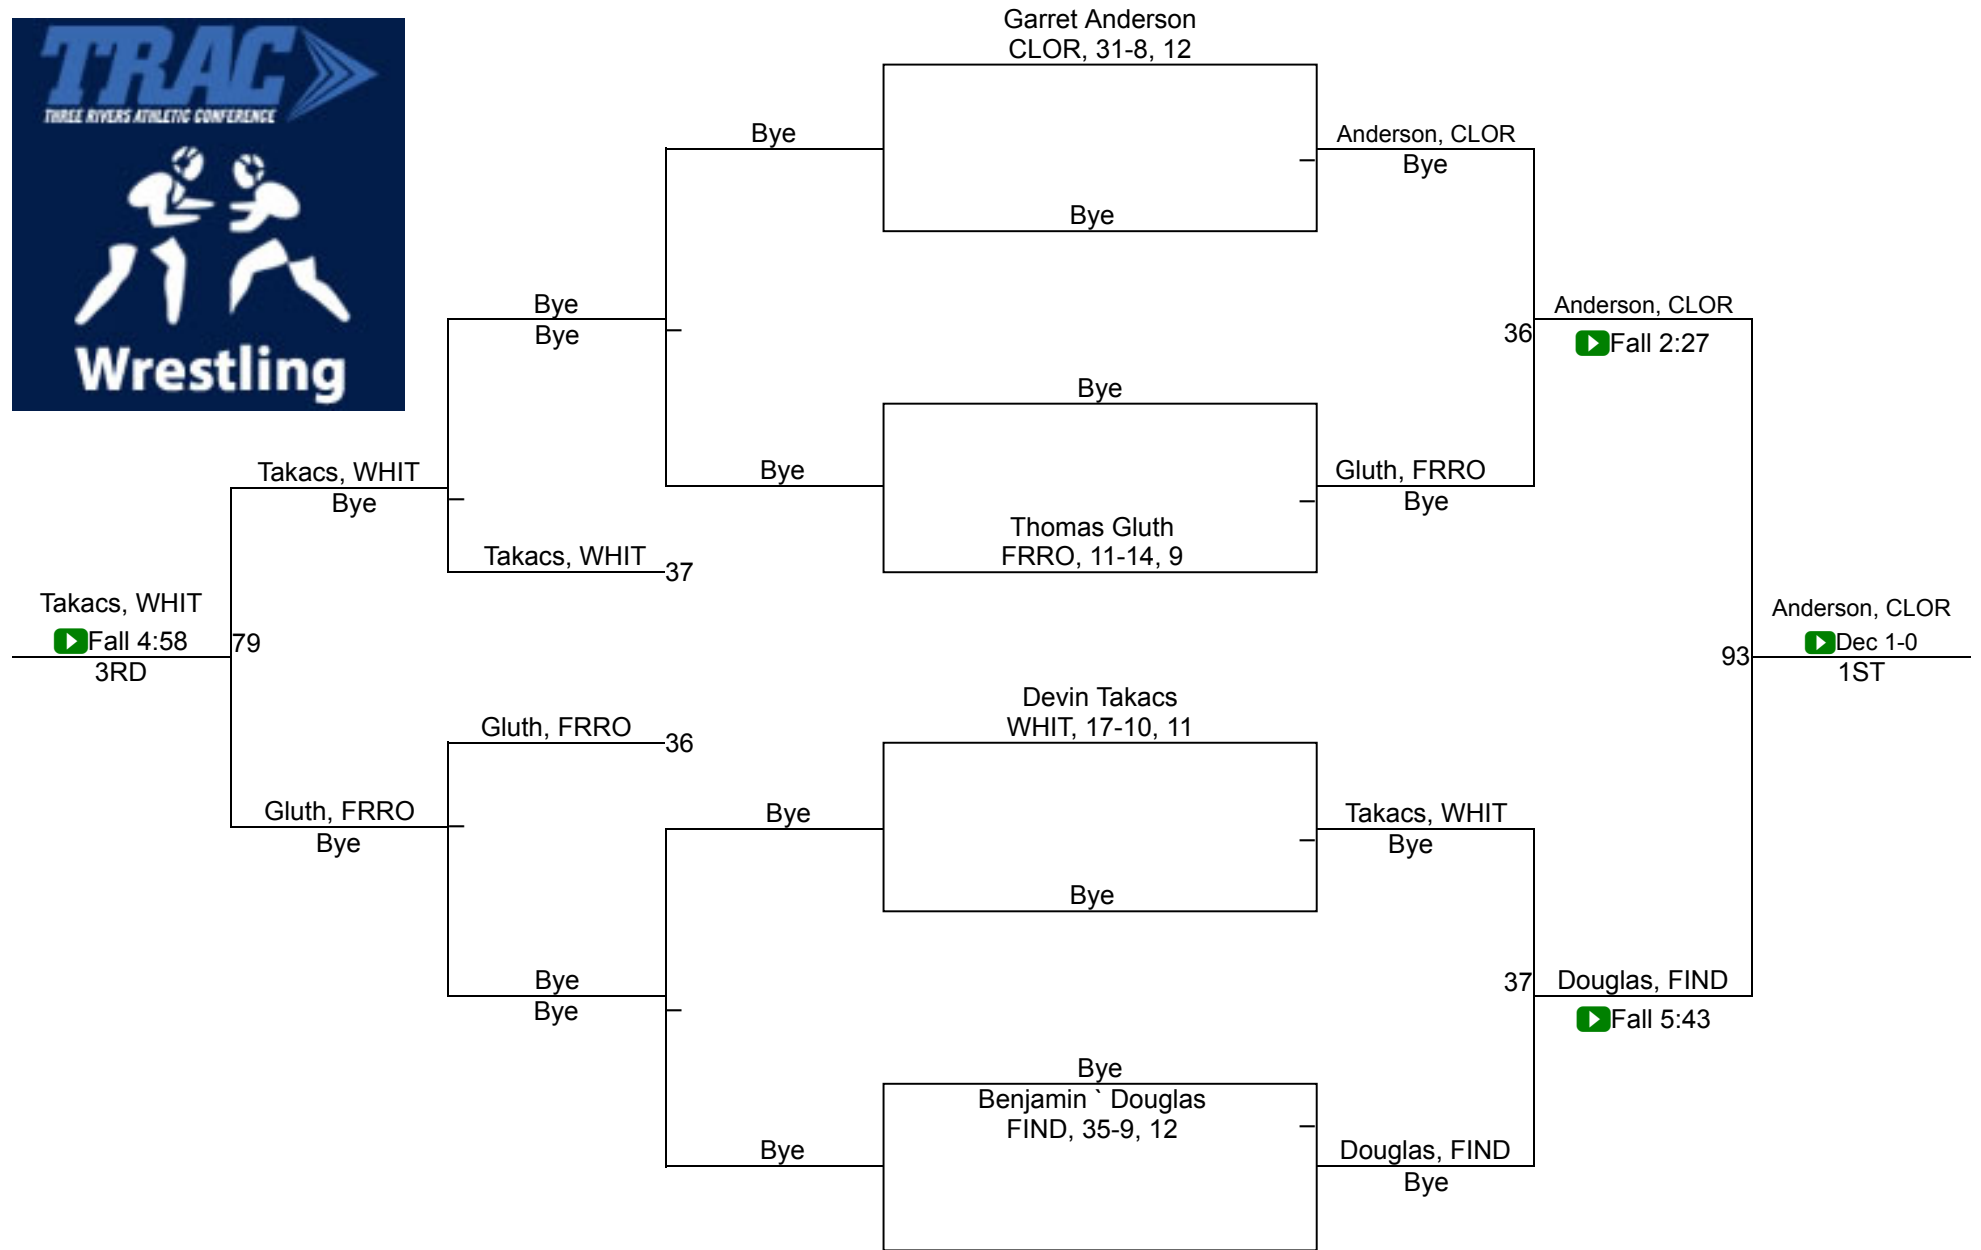 TRAC
THREE RIVERS ATHLETIC CONFERENCE
Wrestling
Garret Anderson
CLOR, 31-8, 12
Bye
Anderson, CLOR
Bye
Bye
Bye
Bye
Anderson, CLOR
36
Fall 2:27
Bye
Takacs, WHIT
Bye
Bye
Gluth, FRRO
Bye
Thomas Gluth
FRRO, 11-14, 9
Takacs, WHIT
37
Takacs, WHIT
Fall 4:58
79
3RD
Anderson, CLOR
Dec 1-0
93
1ST
Devin Takacs
WHIT, 17-10, 11
Gluth, FRRO
36
Gluth, FRRO
Bye
Bye
Takacs, WHIT
Bye
Bye
Bye
Bye
37
Douglas, FIND
Fall 5:43
Bye
Benjamin ` Douglas
FIND, 35-9, 12
Bye
Douglas, FIND
Bye